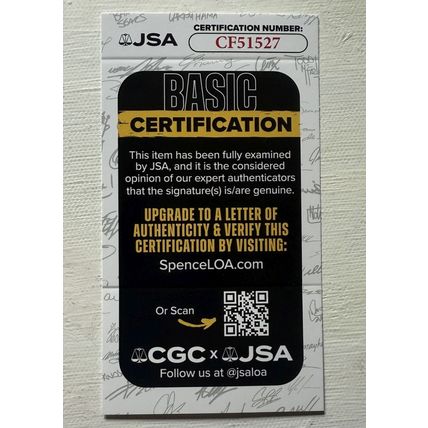 JSA
CERTIFICATION NUMBER:
CF51527
BASIC
CERTIFICATION
This item has been fully examined
by JSA, and it is the considered
opinion of our expert authenticators
that the signature(s) is/are genuine.
UPGRADE TO A LETTER OF
AUTHENTICITY & VERIFY THIS
CERTIFICATION BY VISITING:
SpenceLOA.com
Or Scan
CGC x JSA
Follow us at @jsaloa